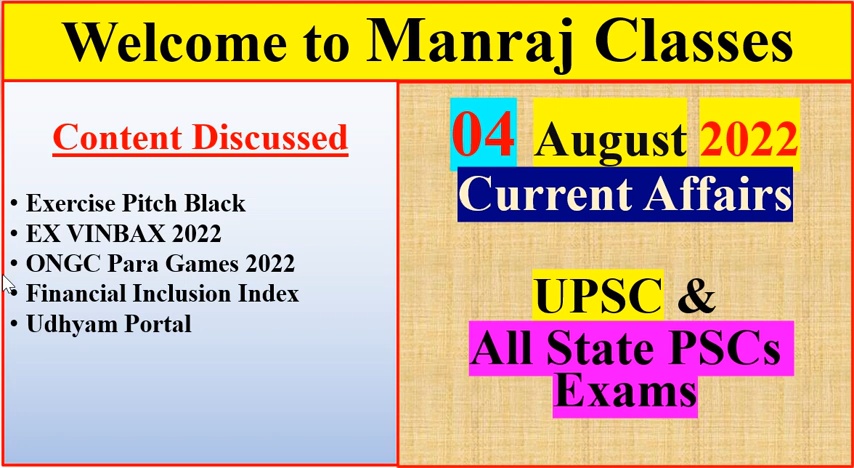 Welcome to Manraj Classes
Content Discussed
• Exercise Pitch Black
• EX VINBAX 2022
• ONGC Para Games 2022
• Financial Inclusion Index
• Udhyam Portal
04 August 2022
Current Affairs
UPSC &
All State PSCs
Exams